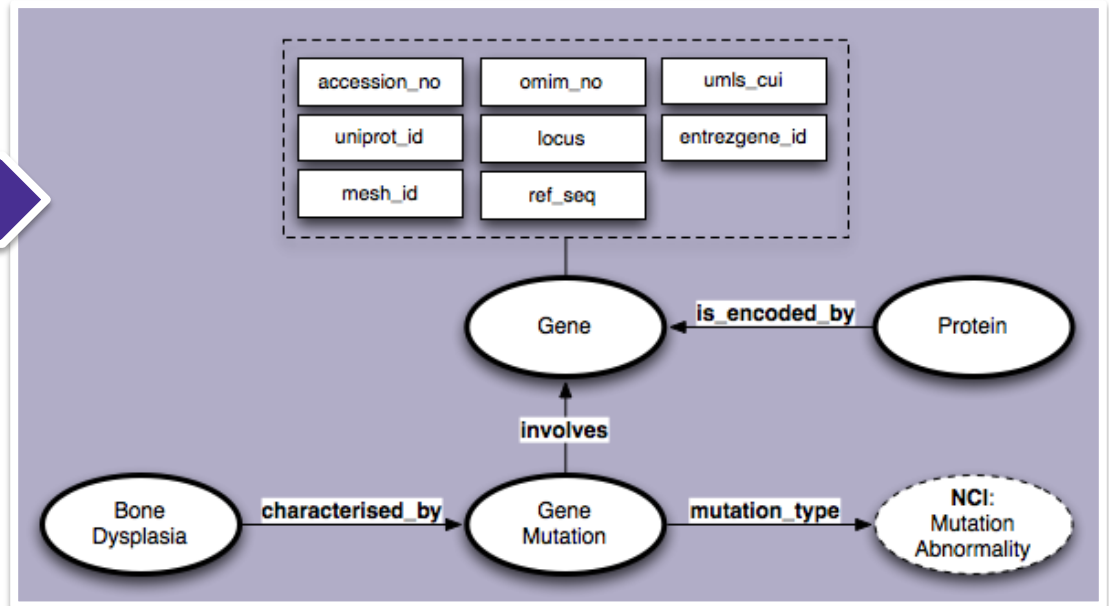 accession_no
omim_no
umls_cui
uniprot_id
locus
entrezgene_id
mesh_id
ref_seq
Gene
is_encoded_by
Protein
involves
Bone
Dysplasia
characterised_by
Gene
Mutation
mutation_type
NCI:
Mutation
Abnormality